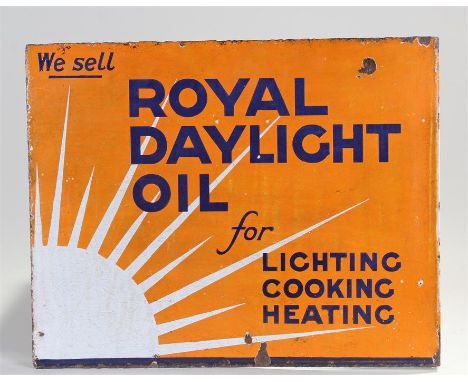 We sell
ROYAL
DAYLIGHT
OIL
for
LIGHTING
COOKING
HEATING